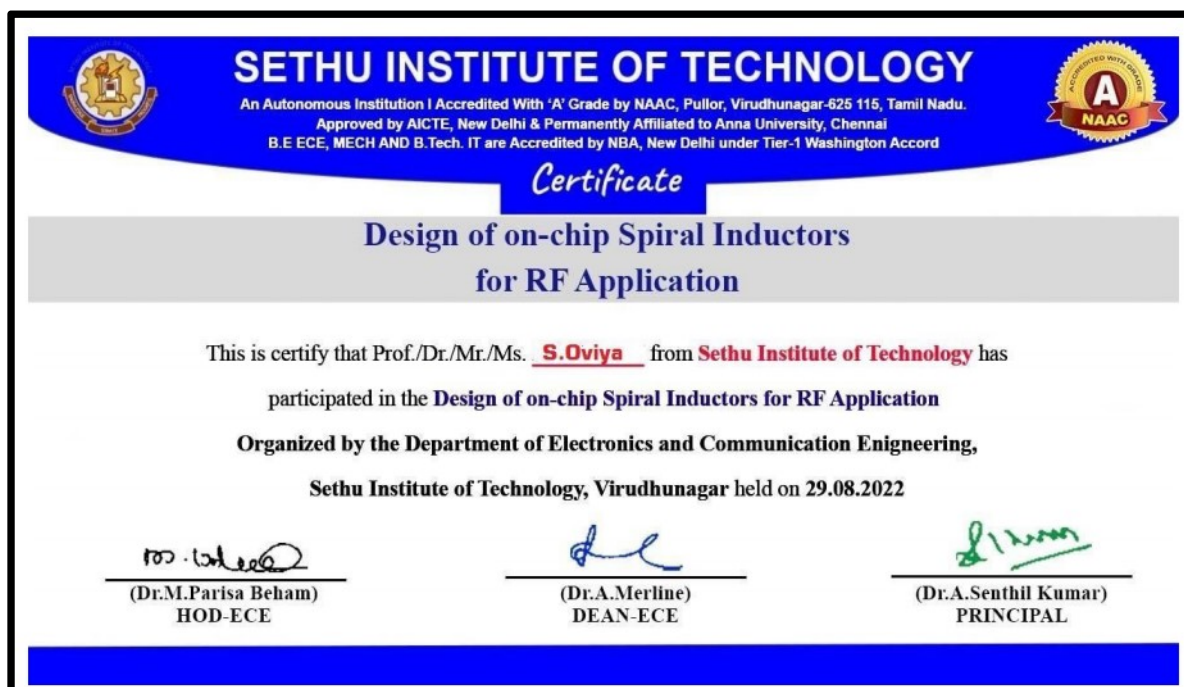 SETHU INSTITUTE OF TECHNOLOGY
An Autonomous Institution I Accredited With ‘A’ Grade by NAAC, Pullor, Virudhunagar-625 115, Tamil Nadu.
Approved by AICTE, New Delhi & Permanently Affiliated to Anna University, Chennai
B.E ECE, MECH AND B.Tech. IT are Accredited by NBA, New Delhi under Tier-1 Washington Accord
ACCREDITED WITH GRADE
A
NAAC
Certificate
Design of on-chip Spiral Inductors
for RF Application
This is certify that Prof./Dr./Mr./Ms. S.Oviya from Sethu Institute of Technology has
participated in the Design of on-chip Spiral Inductors for RF Application
Organized by the Department of Electronics and Communication Enigneering,
Sethu Institute of Technology, Virudhunagar held on 29.08.2022
(Dr.M.Parisa Beham)
HOD-ECE
(Dr.A.Merline)
DEAN-ECE
(Dr.A.Senthil Kumar)
PRINCIPAL